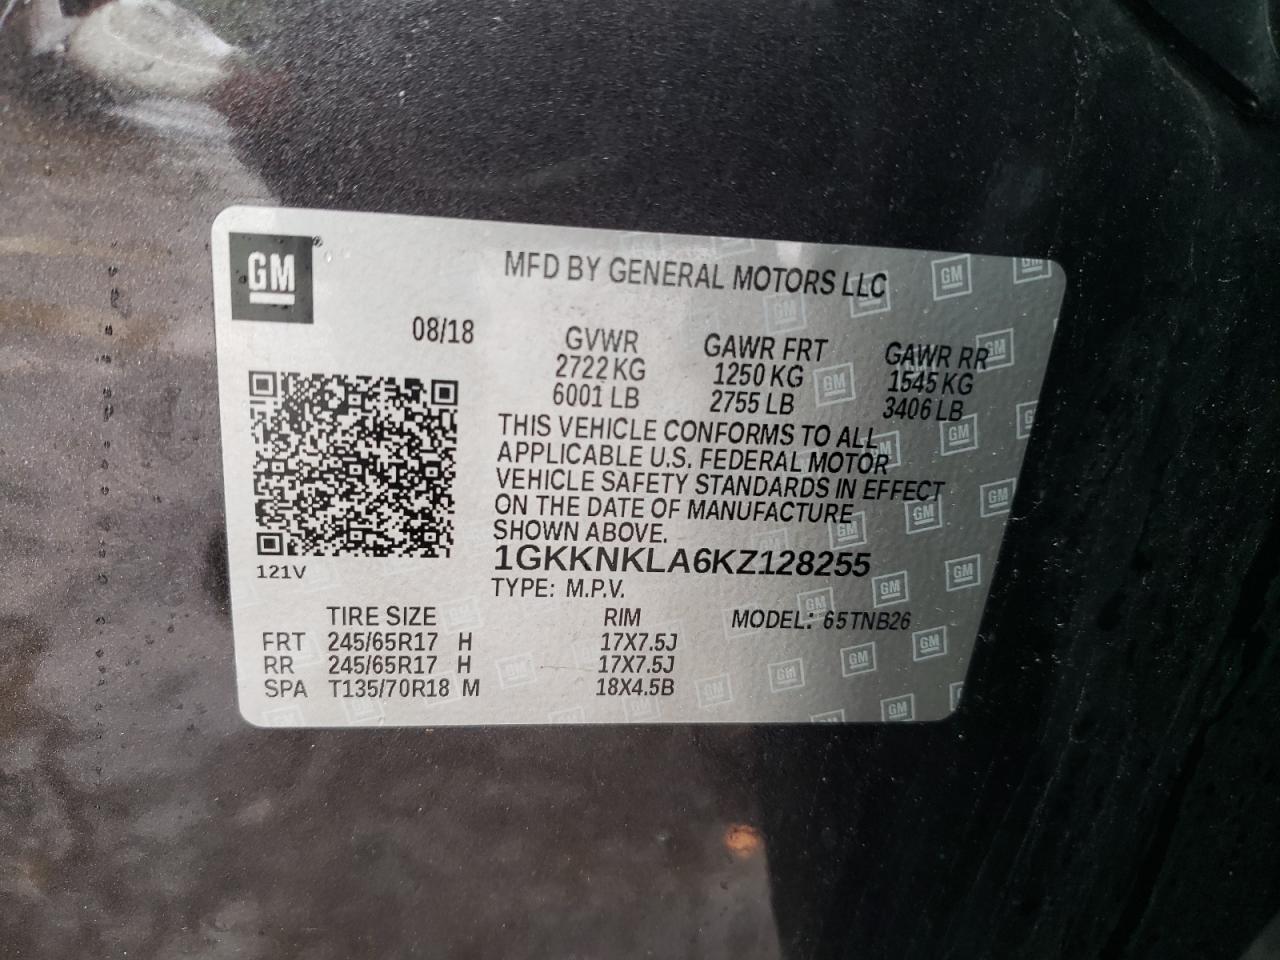 GM
MFD BY GENERAL MOTORS LLC
08/18 GVWR GAWR FRT GAWR RR
2722 KG 1250 KG 1545 KG
6001 LB 2755 LB 3406 LB
THIS VEHICLE CONFORMS TO ALL
APPLICABLE U.S. FEDERAL MOTOR
VEHICLE SAFETY STANDARDS IN EFFECT
ON THE DATE OF MANUFACTURE
SHOWN ABOVE.
1GKKNKLA6KZ128255
121V
TYPE: M.P.V.
TIRE SIZE RIM MODEL: 65TNB26
FRT 245/65R17 H 17X7.5J
RR 245/65R17 H 17X7.5J
SPA T135/70R18 M 18X4.5B